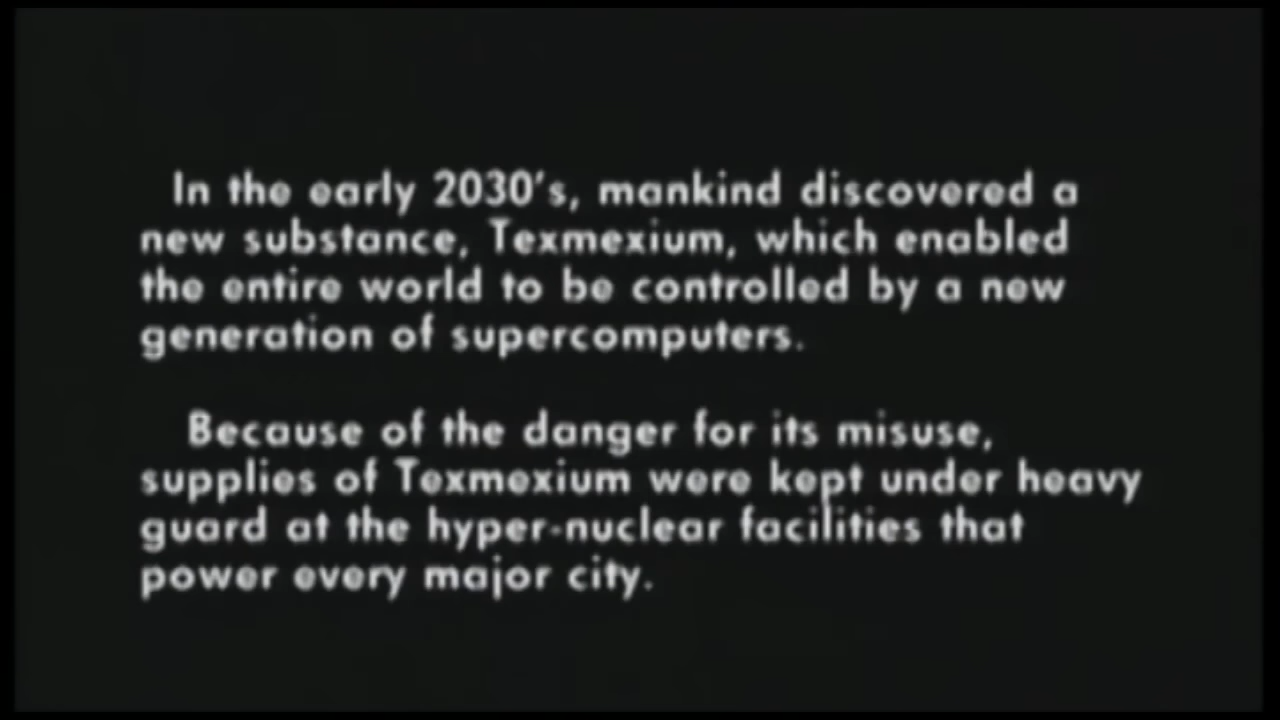 In the early 2030's, mankind discovered a
new substance, Texmexium, which enabled
the entire world to be controlled by a new
generation of supercomputers.
Because of the danger for its misuse,
supplies of Texmexium were kept under heavy
guard at the hyper-nuclear facilities that
power every major city.